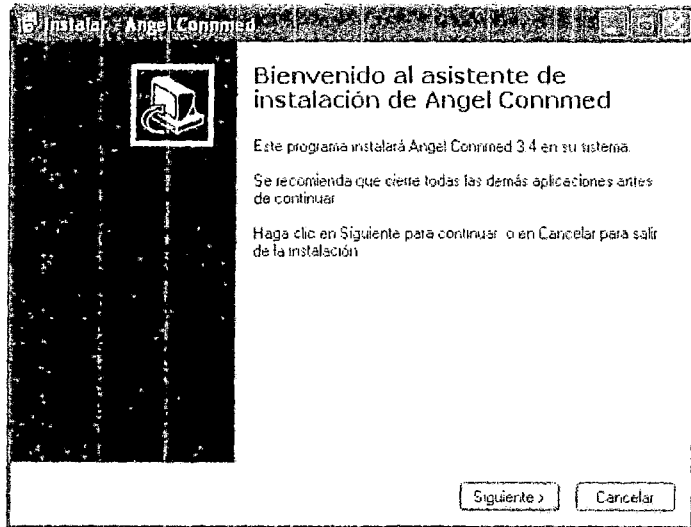 Instalar - Angel Connmed
Bienvenido al asistente de
instalación de Angel Connmed
Este programa instalará Angel Connmed 3.4 en su sistema.
Se recomienda que cierre todas las demás aplicaciones antes
de continuar
Haga clic en Siguiente para continuar o en Cancelar para salir
de la instalación
Siguiente >
Cancelar